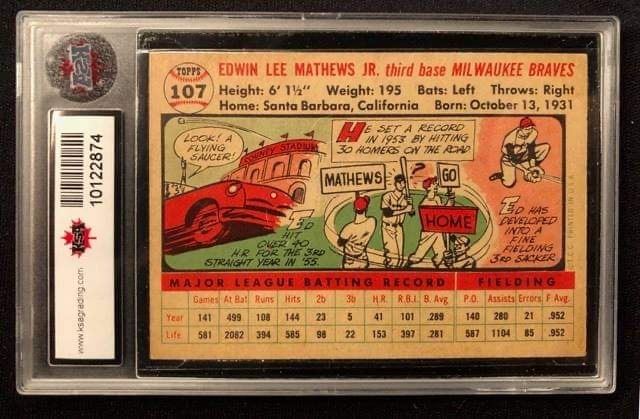 TOPPS
107
EDWIN LEE MATHEWS JR. third base MILWAUKEE BRAVES
Height: 6' 1½" Weight: 195 Bats: Left Throws: Right
Home: Santa Barbara, California Born: October 13, 1931
LOOK! A
FLYING
SAUCER!
COUNTY STADIUM
ED
HIT
OVER 40
H·R FOR THE 3RD
STRAIGHT YEAR IN '55.
HE SET A RECORD
IN 1953 BY HITTING
30 HOMERS ON THE ROAD
MATHEWS
?
GO
HOME
ED HAS
DEVELOPED
INTO A
FINE
FIELDING
3RD SACKER
MAJOR LEAGUE BATTING RECORD FIELDING
Games At Bat Runs Hits 2b 3b H.R. R.B.I. B. Avg. P.O. Assists Errors F. Avg.
Year 141 499 108 144 23 5 41 101 .289 140 280 21 .952
Life 581 2082 394 585 98 22 153 397 .281 587 1104 85 .952
KSA
www.ksagrading.com
KSA
10122874